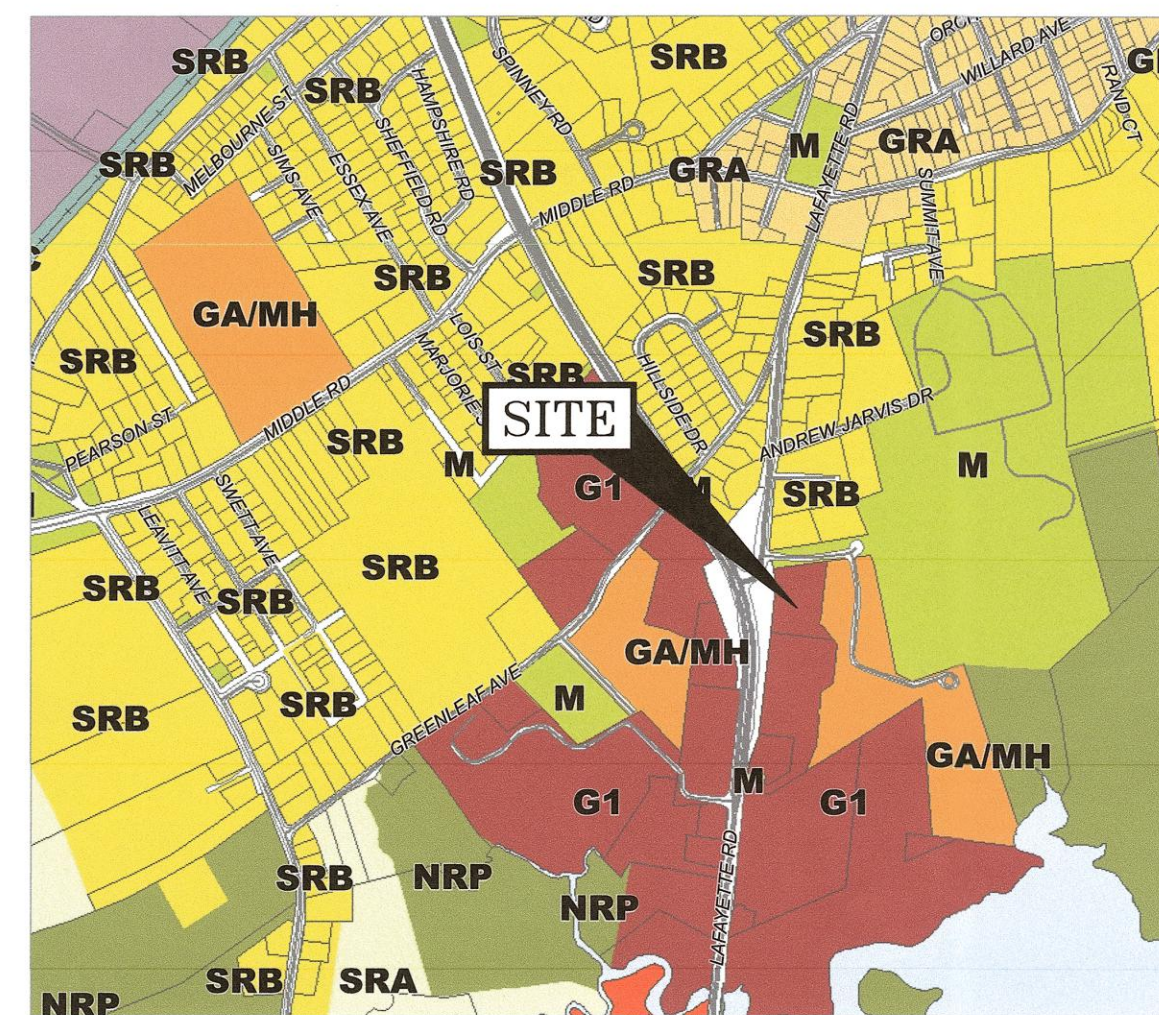 SRB
SRB
SPINNEY RD
SRB
ORCH
WILLARD AVE
RAND CT
SRB
MELBOURNE ST
HAMPSHIRE RD
SHEFFIELD RD
SIMS AVE
ESSEX AVE
SRB
MIDDLE RD
GRA
M
LAFAYETTE RD
GRA
SUMMIT AVE
GA/MH
SRB
SRB
SRB
SRB
LOIS ST
MARJORIE S
SRB
HILLSIDE DR
SITE
PEARSON ST
MIDDLE RD
SRB
M
G1
M
ANDREW JARVIS DR
SRB
M
SWETT AVE
LEAVITT AVE
SRB
SRB
SRB
GA/MH
SRB
SRB
GREENLEAF AVE
M
M
GA/MH
G1
G1
LAFAYETTE RD
SRB
NRP
NRP
SRB
SRA
NRP